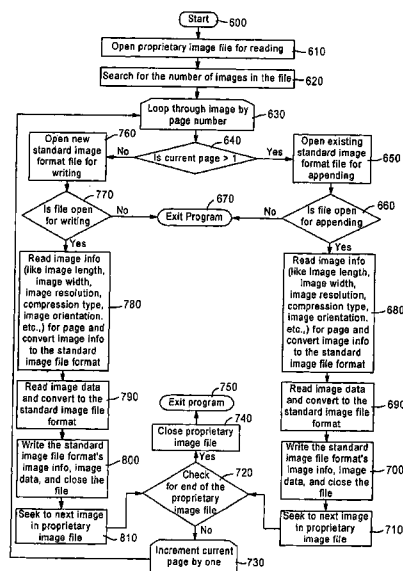 Start
600
Open proprietary image file for reading
610
Search for the number of images in the file
620
Loop through image by
page number
630
640
Is current page > 1
No
Yes
760
Open new
standard image
format file for
writing
Open existing
standard image
format file for
appending
650
770
Is file open
for writing
No
670
Exit Program
No
Is file open
for appending
660
Yes
Yes
Read image info
(like image length,
image width,
image resolution,
compression type,
image orientation.
etc.,) for page and
convert image info
to the standard
image file format
780
Read image info
(like Image length,
image width,
image resolution,
compression type,
image orientation.
etc.,) for page and
convert image info
to the standard
image file format
680
750
Exit program
740
Close proprietary
image file
Yes
Read image data
and convert to the
standard image file
format
790
Read image data
and convert to the
standard image file
format
690
Write the standard
image file format's
image info, image
data, and close the
file
800
Check
for end of the
proprietary
image file
720
Write the standard
image file format's
image info, image
data, and close the
file
700
Seek to next image
in proprietary
image file
810
No
Seek to next image
in proprietary
image file
710
Increment current
page by one
730